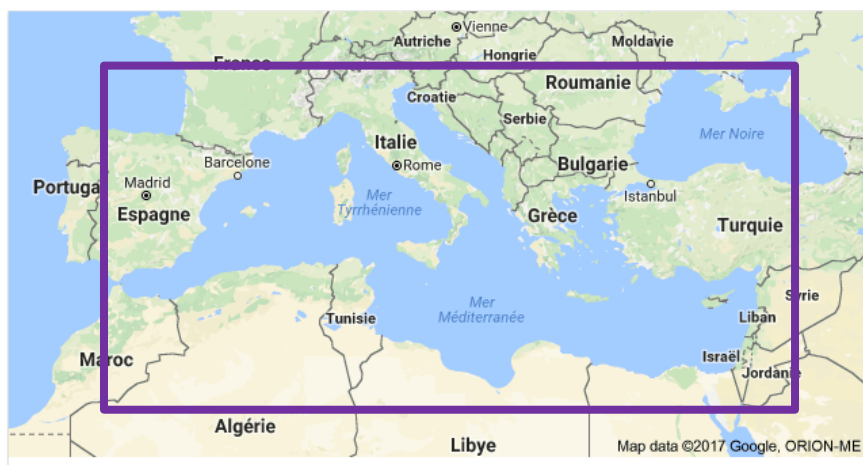 Vienne
Autriche
Moldavie
Hongrie
France
Roumanie
Croatie
Serbie
Mer Noire
Italie
Barcelone
Rome
Bulgarie
Portuga
Madrid
Istanbul
Mer
Tyrrhénienne
Espagne
Grèce
Turquie
Syrie
Mer
Méditerranée
Tunisie
Liban
Israël
Maroc
Jordanie
Algérie
Libye
Map data ©2017 Google, ORION-ME